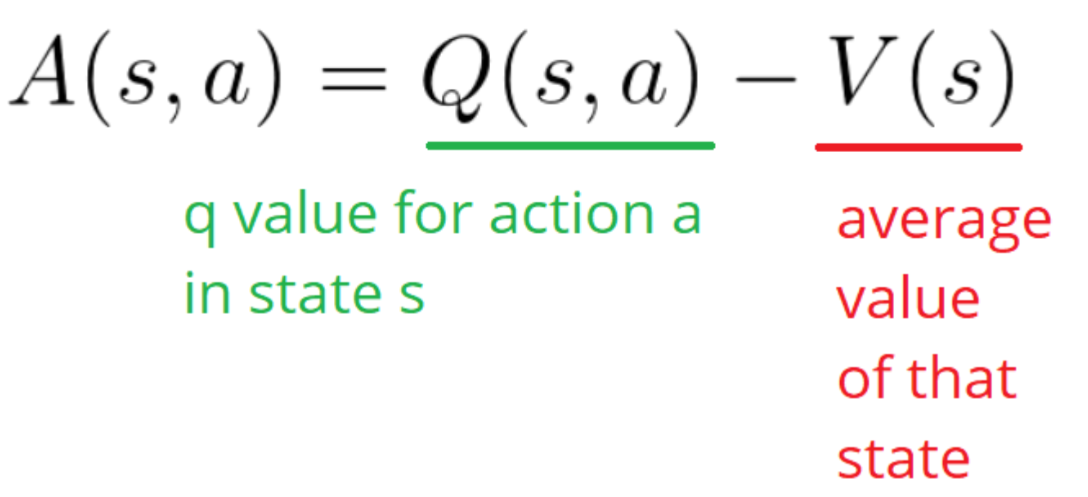 A(s, a) = Q(s, a) − V(s)
q value for action a
in state s
average
value
of that
state